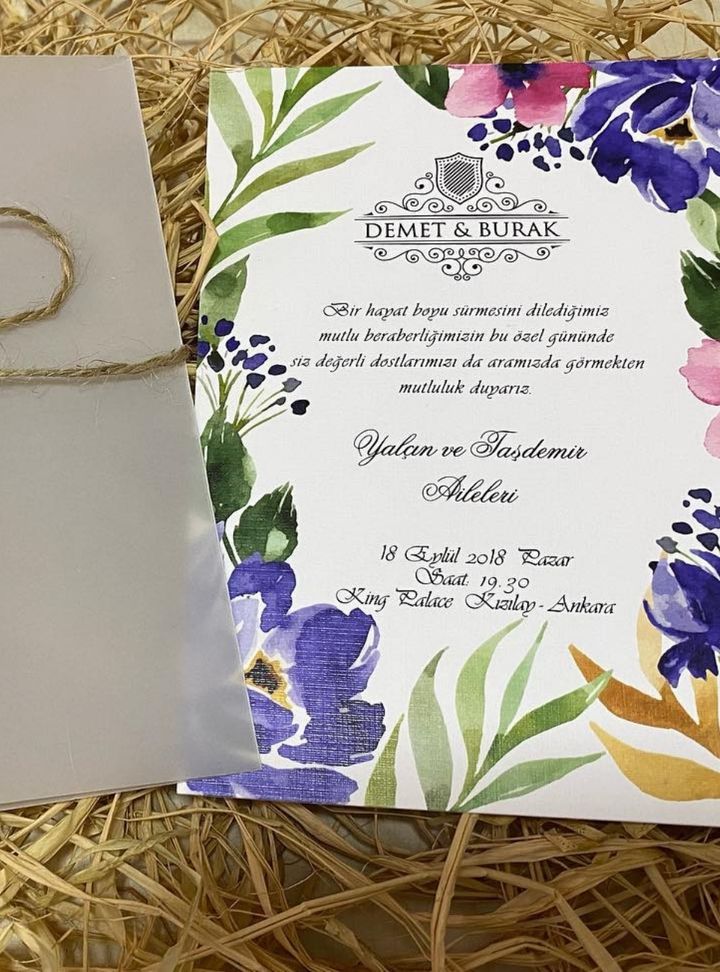 DEMET & BURAK
Bir hayat boyu sürmesini dilediğimiz
mutlu beraberliğimizin bu özel gününde
siz değerli dostlarımızı da aramızda görmekten
mutluluk duyarız.
Yalçın ve Taşdemir
Aileleri
18 Eylül 2018 Pazar
Saat: 19.30
King Palace Kızılay - Ankara